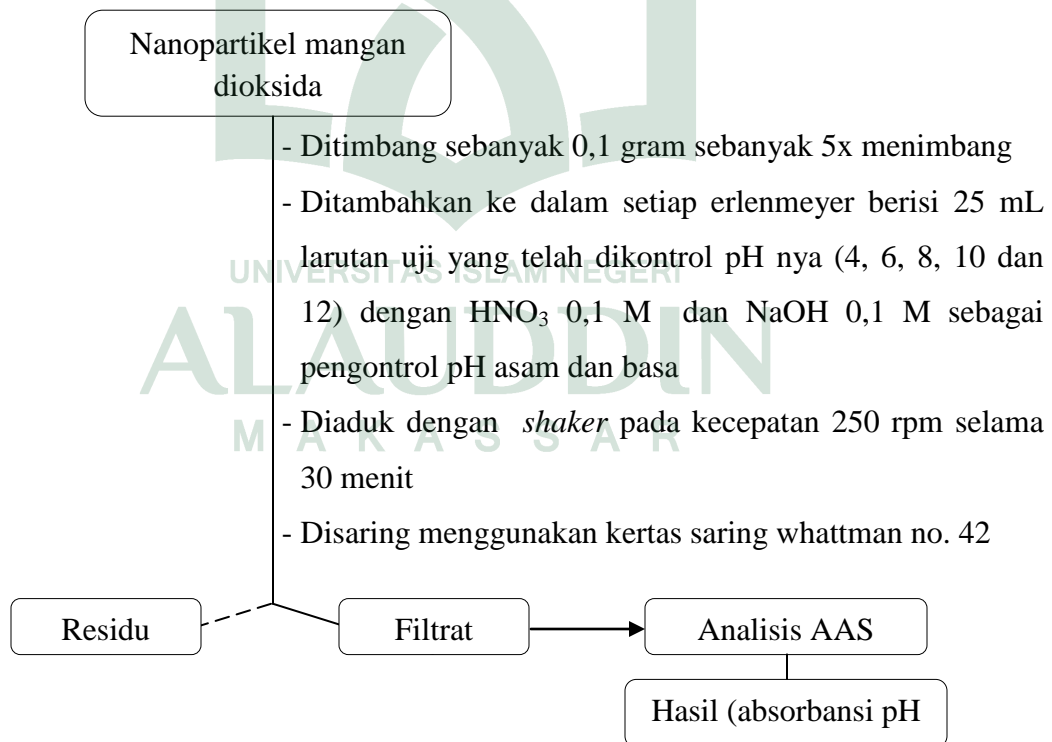 Nanopartikel mangan
dioksida
- Ditimbang sebanyak 0,1 gram sebanyak 5x menimbang
- Ditambahkan ke dalam setiap erlenmeyer berisi 25 mL
larutan uji yang telah dikontrol pH nya (4, 6, 8, 10 dan
UNIVERSITAS ISLAM NEGERI
12) dengan HNO₃ 0,1 M dan NaOH 0,1 M sebagai
ALAUDDIN
pengontrol pH asam dan basa
- Diaduk dengan shaker pada kecepatan 250 rpm selama
MAKASSAR
30 menit
- Disaring menggunakan kertas saring whattman no. 42
Residu
Filtrat
Analisis AAS
Hasil (absorbansi pH